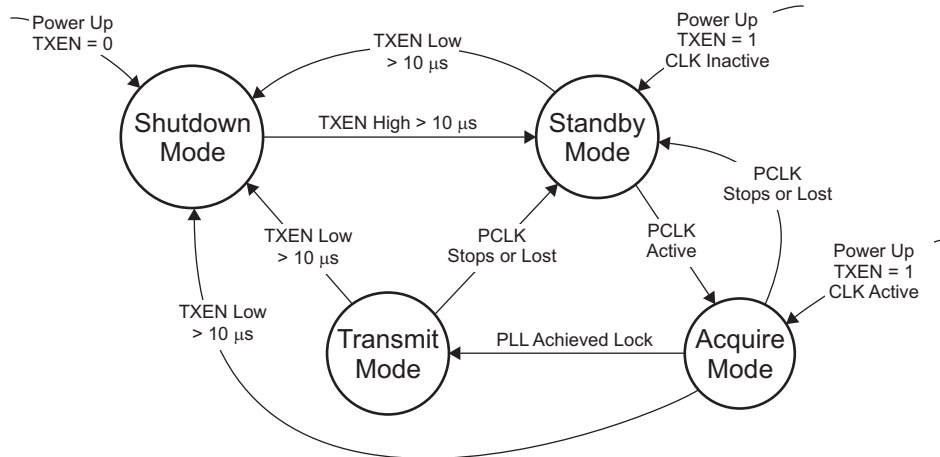 Power Up
TXEN = 0
TXEN Low
> 10 μs
Power Up
TXEN = 1
CLK Inactive
Shutdown
Mode
TXEN High > 10 μs
Standby
Mode
PCLK
Stops or Lost
TXEN Low
> 10 μs
PCLK
Stops or Lost
PCLK
Active
Power Up
TXEN = 1
CLK Active
TXEN Low
> 10 μs
Transmit
Mode
PLL Achieved Lock
Acquire
Mode